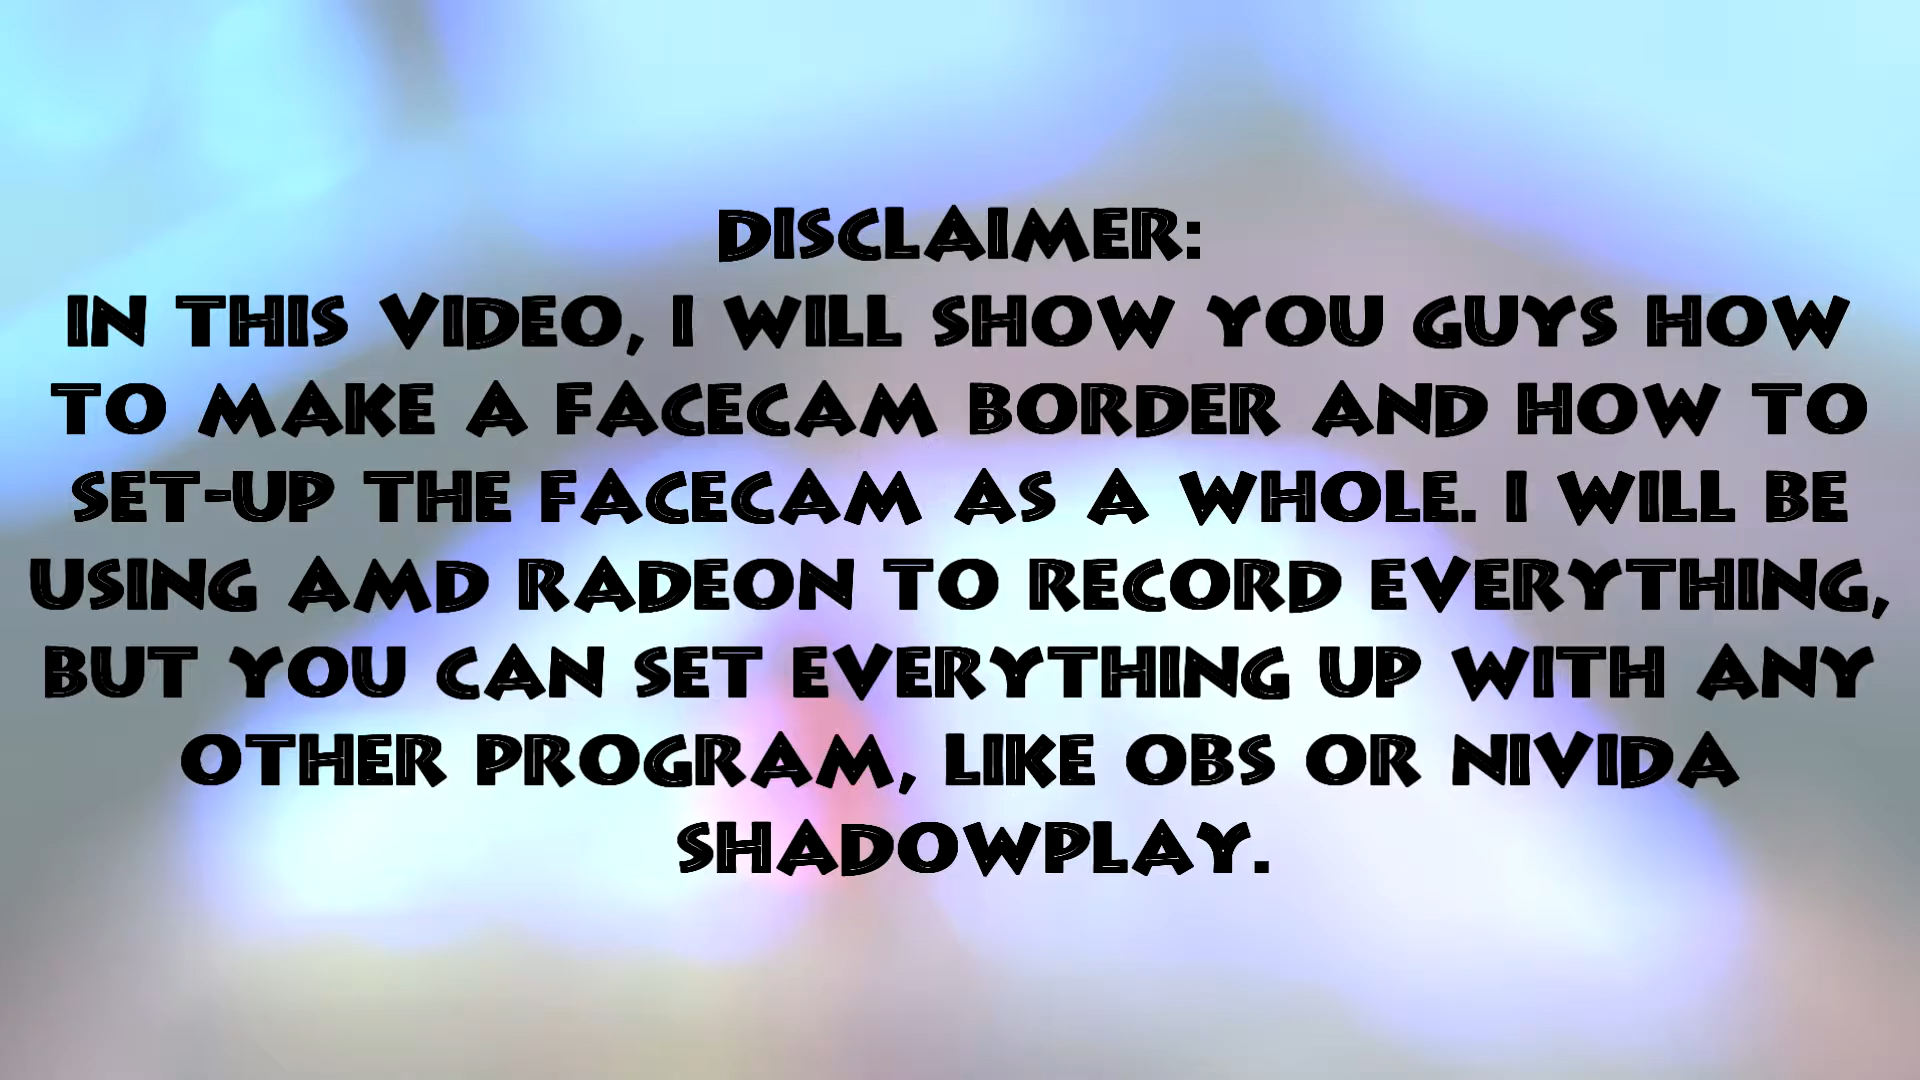 DISCLAIMER:
IN THIS VIDEO, I WILL SHOW YOU GUYS HOW
TO MAKE A FACECAM BORDER AND HOW TO
SET-UP THE FACECAM AS A WHOLE. I WILL BE
USING AMD RADEON TO RECORD EVERYTHING,
BUT YOU CAN SET EVERYTHING UP WITH ANY
OTHER PROGRAM, LIKE OBS OR NIVIDA
SHADOWPLAY.